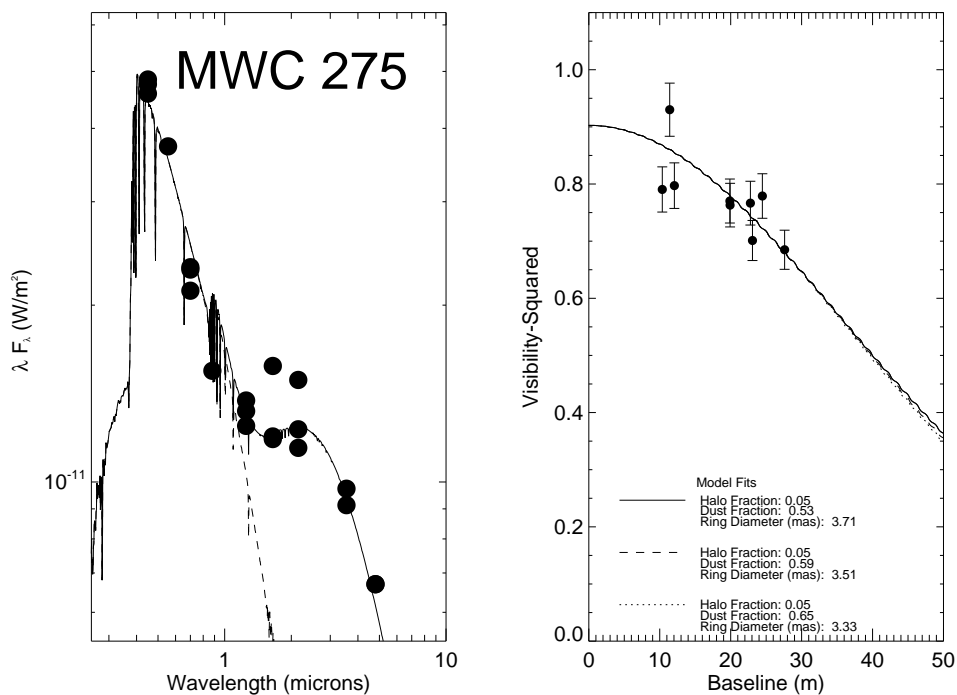 MWC 275
λ Fλ (W/m²)
10⁻¹¹
1
10
Wavelength (microns)
Visibility-Squared
1.0
0.8
0.6
0.4
0.2
0.0
Model Fits
Halo Fraction: 0.05
Dust Fraction: 0.53
Ring Diameter (mas): 3.71
Halo Fraction: 0.05
Dust Fraction: 0.59
Ring Diameter (mas): 3.51
Halo Fraction: 0.05
Dust Fraction: 0.65
Ring Diameter (mas): 3.33
0 10 20 30 40 50
Baseline (m)